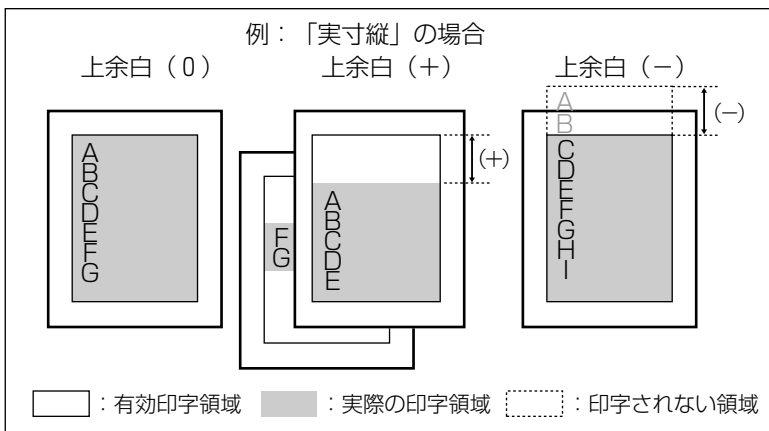 例：「実寸縦」の場合
上余白（0）
上余白（＋）
上余白（－）
A
B
C
D
E
F
G
F
G
A
B
C
D
E
(＋)
A
B
C
D
E
F
G
H
I
(－)
：有効印字領域
：実際の印字領域
：印字されない領域